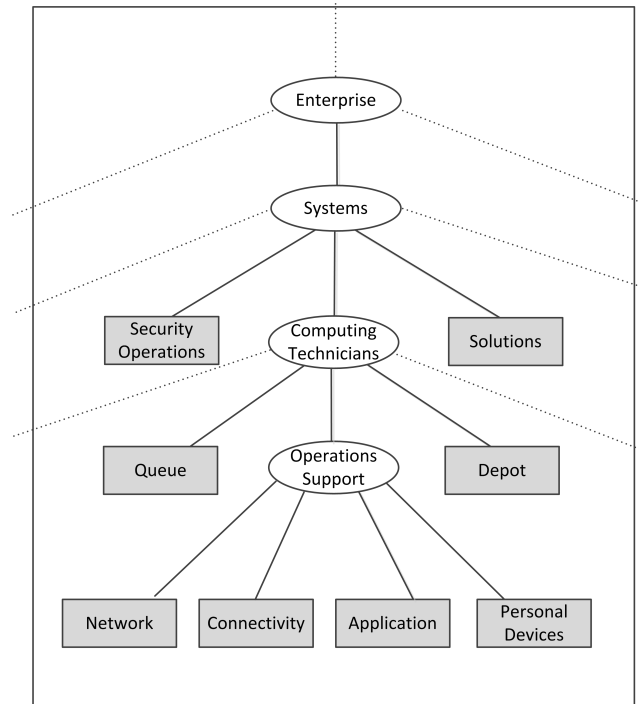 Enterprise
Systems
Security
Operations
Computing
Technicians
Solutions
Queue
Operations
Support
Depot
Network
Connectivity
Application
Personal
Devices